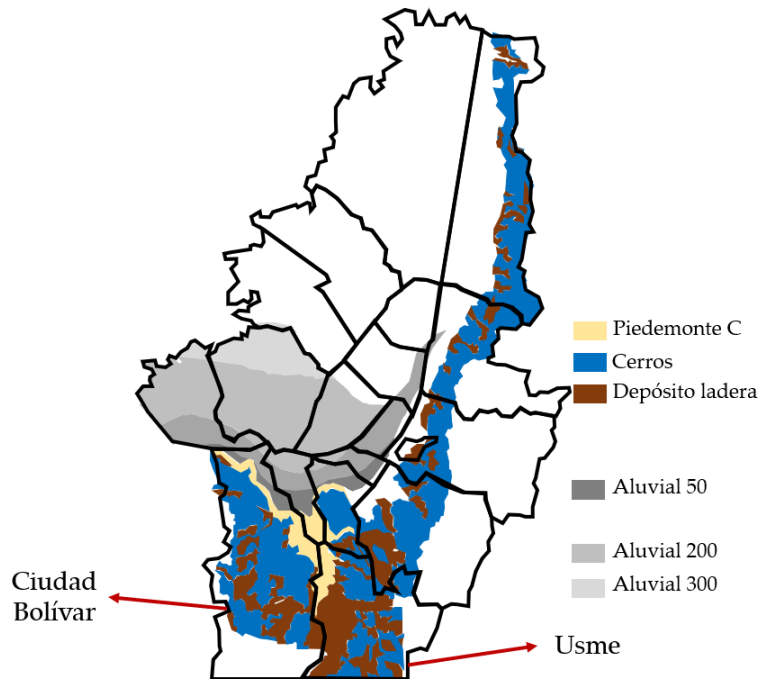 Piedemonte C
Cerros
Depósito ladera
Aluvial 50
Aluvial 200
Aluvial 300
Ciudad
Bolívar
Usme